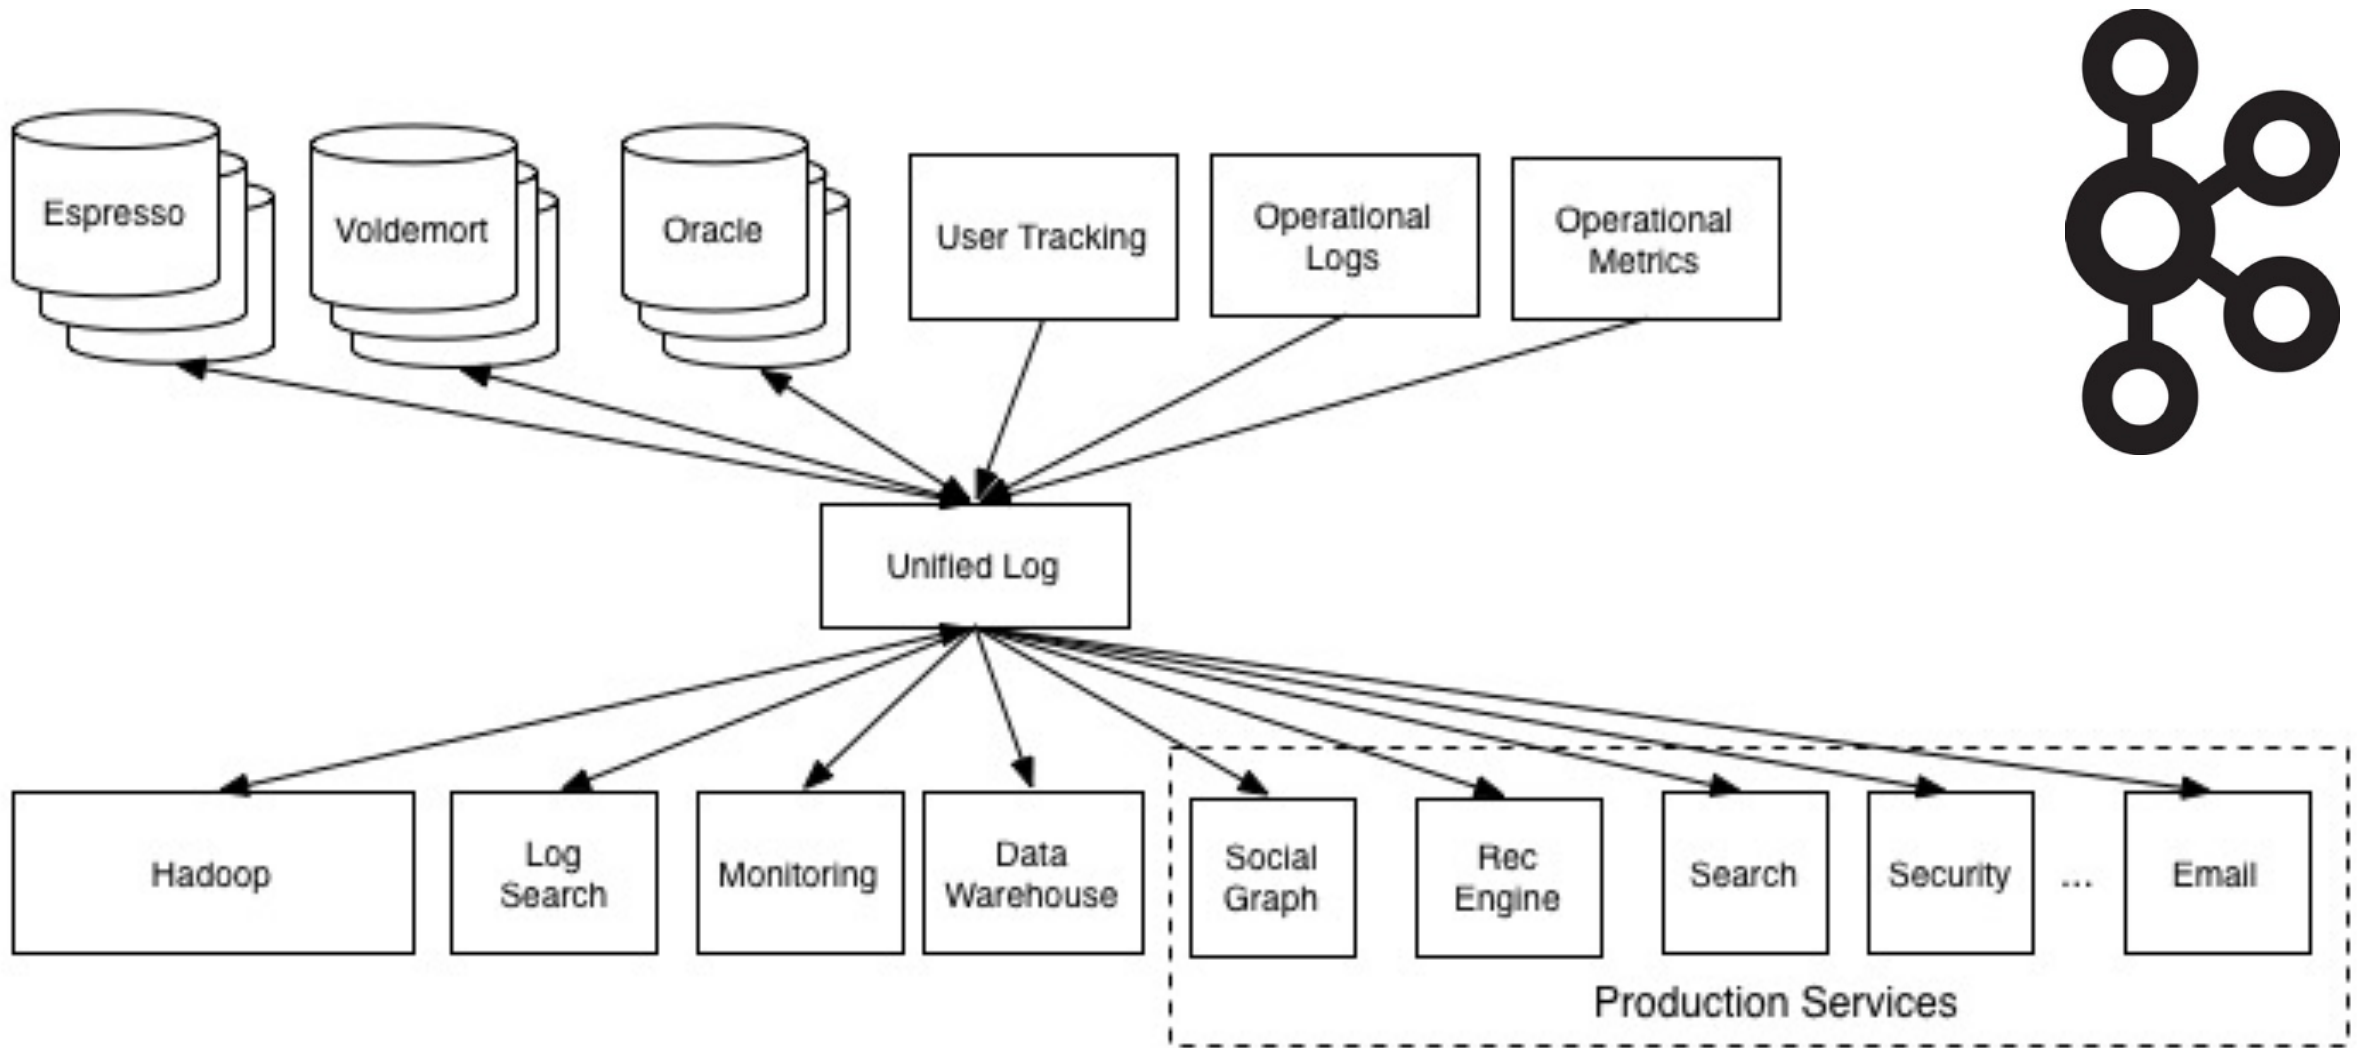 Espresso
Voldemort
Oracle
User Tracking
Operational
Logs
Operational
Metrics
Unified Log
Hadoop
Log
Search
Monitoring
Data
Warehouse
Social
Graph
Rec
Engine
Search
Security
...
Email
Production Services